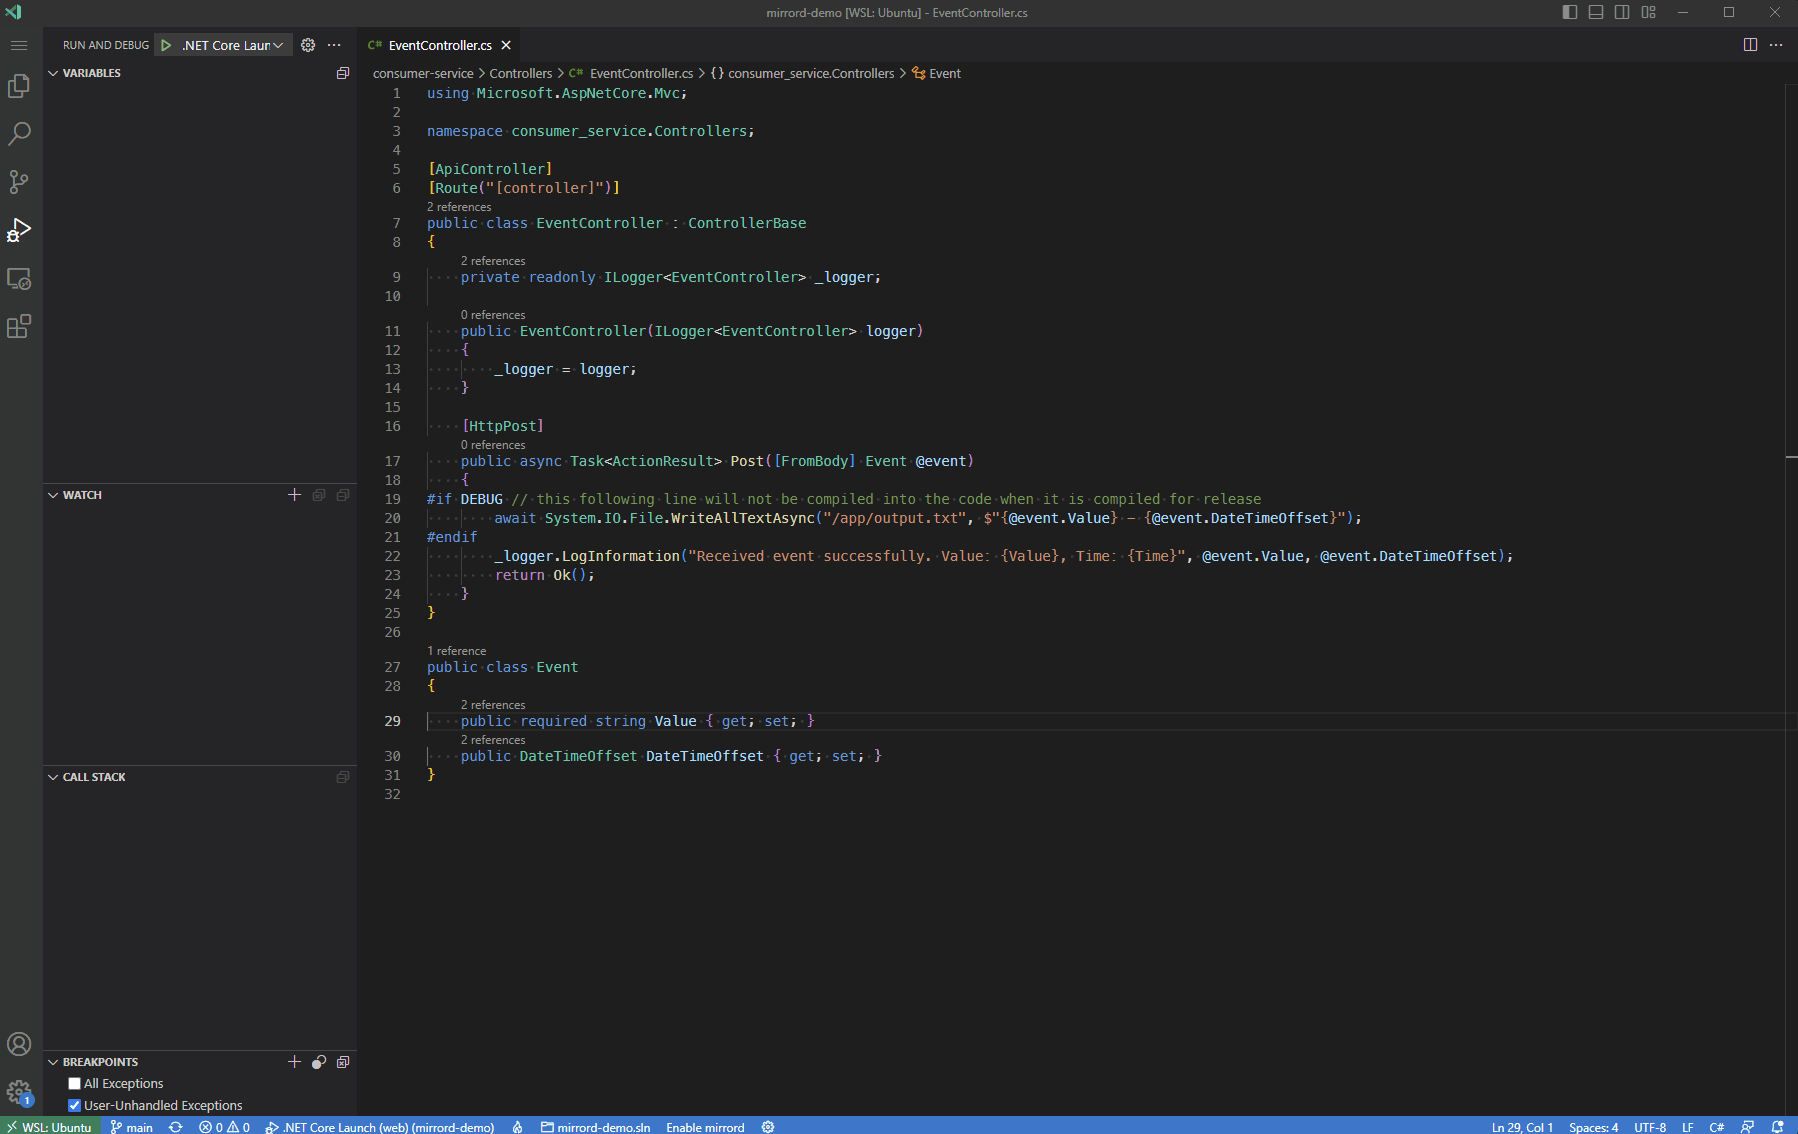 mirrord-demo [WSL: Ubuntu] - EventController.cs
RUN AND DEBUG
.NET Core Laun
VARIABLES
WATCH
CALL STACK
BREAKPOINTS
All Exceptions
User-Unhandled Exceptions
1
C# EventController.cs
consumer-service > Controllers > C# EventController.cs > {} consumer_service.Controllers > Event
1 using Microsoft.AspNetCore.Mvc;
2
3 namespace consumer_service.Controllers;
4
5 [ApiController]
6 [Route("[controller]")]
2 references
7 public class EventController : ControllerBase
8 {
2 references
9 private readonly ILogger<EventController> _logger;
10
0 references
11 public EventController(ILogger<EventController> logger)
12 {
13 _logger = logger;
14 }
15
16 [HttpPost]
0 references
17 public async Task<ActionResult> Post([FromBody] Event @event)
18 {
19 #if DEBUG // this following line will not be compiled into the code when it is compiled for release
20 await System.IO.File.WriteAllTextAsync("/app/output.txt", $"{@event.Value} – {@event.DateTimeOffset}");
21 #endif
22 _logger.LogInformation("Received event successfully. Value: {Value}, Time: {Time}", @event.Value, @event.DateTimeOffset);
23 return Ok();
24 }
25 }
26
1 reference
27 public class Event
28 {
2 references
29 public required string Value { get; set; }
2 references
30 public DateTimeOffset DateTimeOffset { get; set; }
31 }
32
WSL: Ubuntu main 0 0 .NET Core Launch (web) (mirrord-demo) mirrord-demo.sln Enable mirrord Ln 29, Col 1 Spaces: 4 UTF-8 LF C#